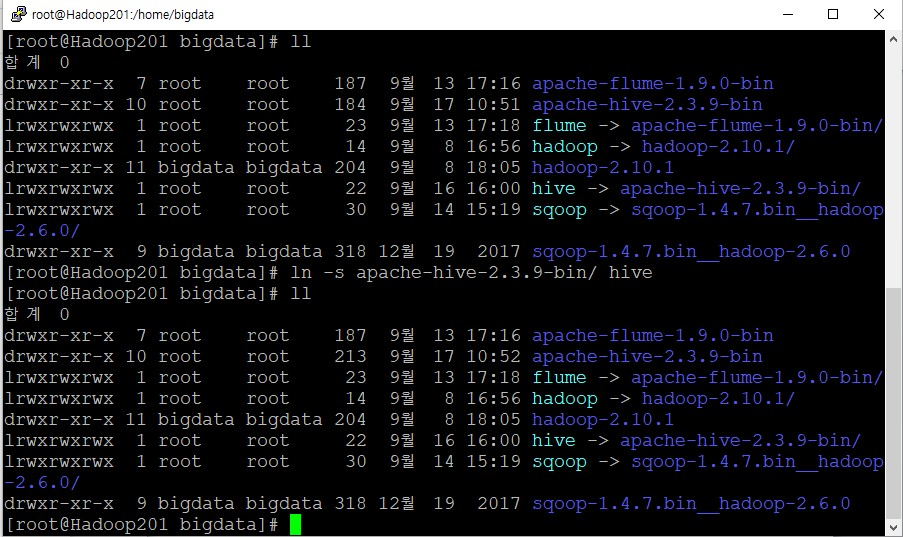 root@Hadoop201:/home/bigdata
[root@Hadoop201 bigdata]# ll
합계 0
drwxr-xr-x 7 root root 187 9월 13 17:16 apache-flume-1.9.0-bin
drwxr-xr-x 10 root root 184 9월 17 10:51 apache-hive-2.3.9-bin
lrwxrwxrwx 1 root root 23 9월 13 17:18 flume -> apache-flume-1.9.0-bin/
lrwxrwxrwx 1 root root 14 9월 8 16:56 hadoop -> hadoop-2.10.1/
drwxr-xr-x 11 bigdata bigdata 204 9월 8 18:05 hadoop-2.10.1
lrwxrwxrwx 1 root root 22 9월 16 16:00 hive -> apache-hive-2.3.9-bin/
lrwxrwxrwx 1 root root 30 9월 14 15:19 sqoop -> sqoop-1.4.7.bin__hadoop
-2.6.0/
drwxr-xr-x 9 bigdata bigdata 318 12월 19 2017 sqoop-1.4.7.bin__hadoop-2.6.0
[root@Hadoop201 bigdata]# ln -s apache-hive-2.3.9-bin/ hive
[root@Hadoop201 bigdata]# ll
합계 0
drwxr-xr-x 7 root root 187 9월 13 17:16 apache-flume-1.9.0-bin
drwxr-xr-x 10 root root 213 9월 17 10:52 apache-hive-2.3.9-bin
lrwxrwxrwx 1 root root 23 9월 13 17:18 flume -> apache-flume-1.9.0-bin/
lrwxrwxrwx 1 root root 14 9월 8 16:56 hadoop -> hadoop-2.10.1/
drwxr-xr-x 11 bigdata bigdata 204 9월 8 18:05 hadoop-2.10.1
lrwxrwxrwx 1 root root 22 9월 16 16:00 hive -> apache-hive-2.3.9-bin/
lrwxrwxrwx 1 root root 30 9월 14 15:19 sqoop -> sqoop-1.4.7.bin__hadoop
-2.6.0/
drwxr-xr-x 9 bigdata bigdata 318 12월 19 2017 sqoop-1.4.7.bin__hadoop-2.6.0
[root@Hadoop201 bigdata]#